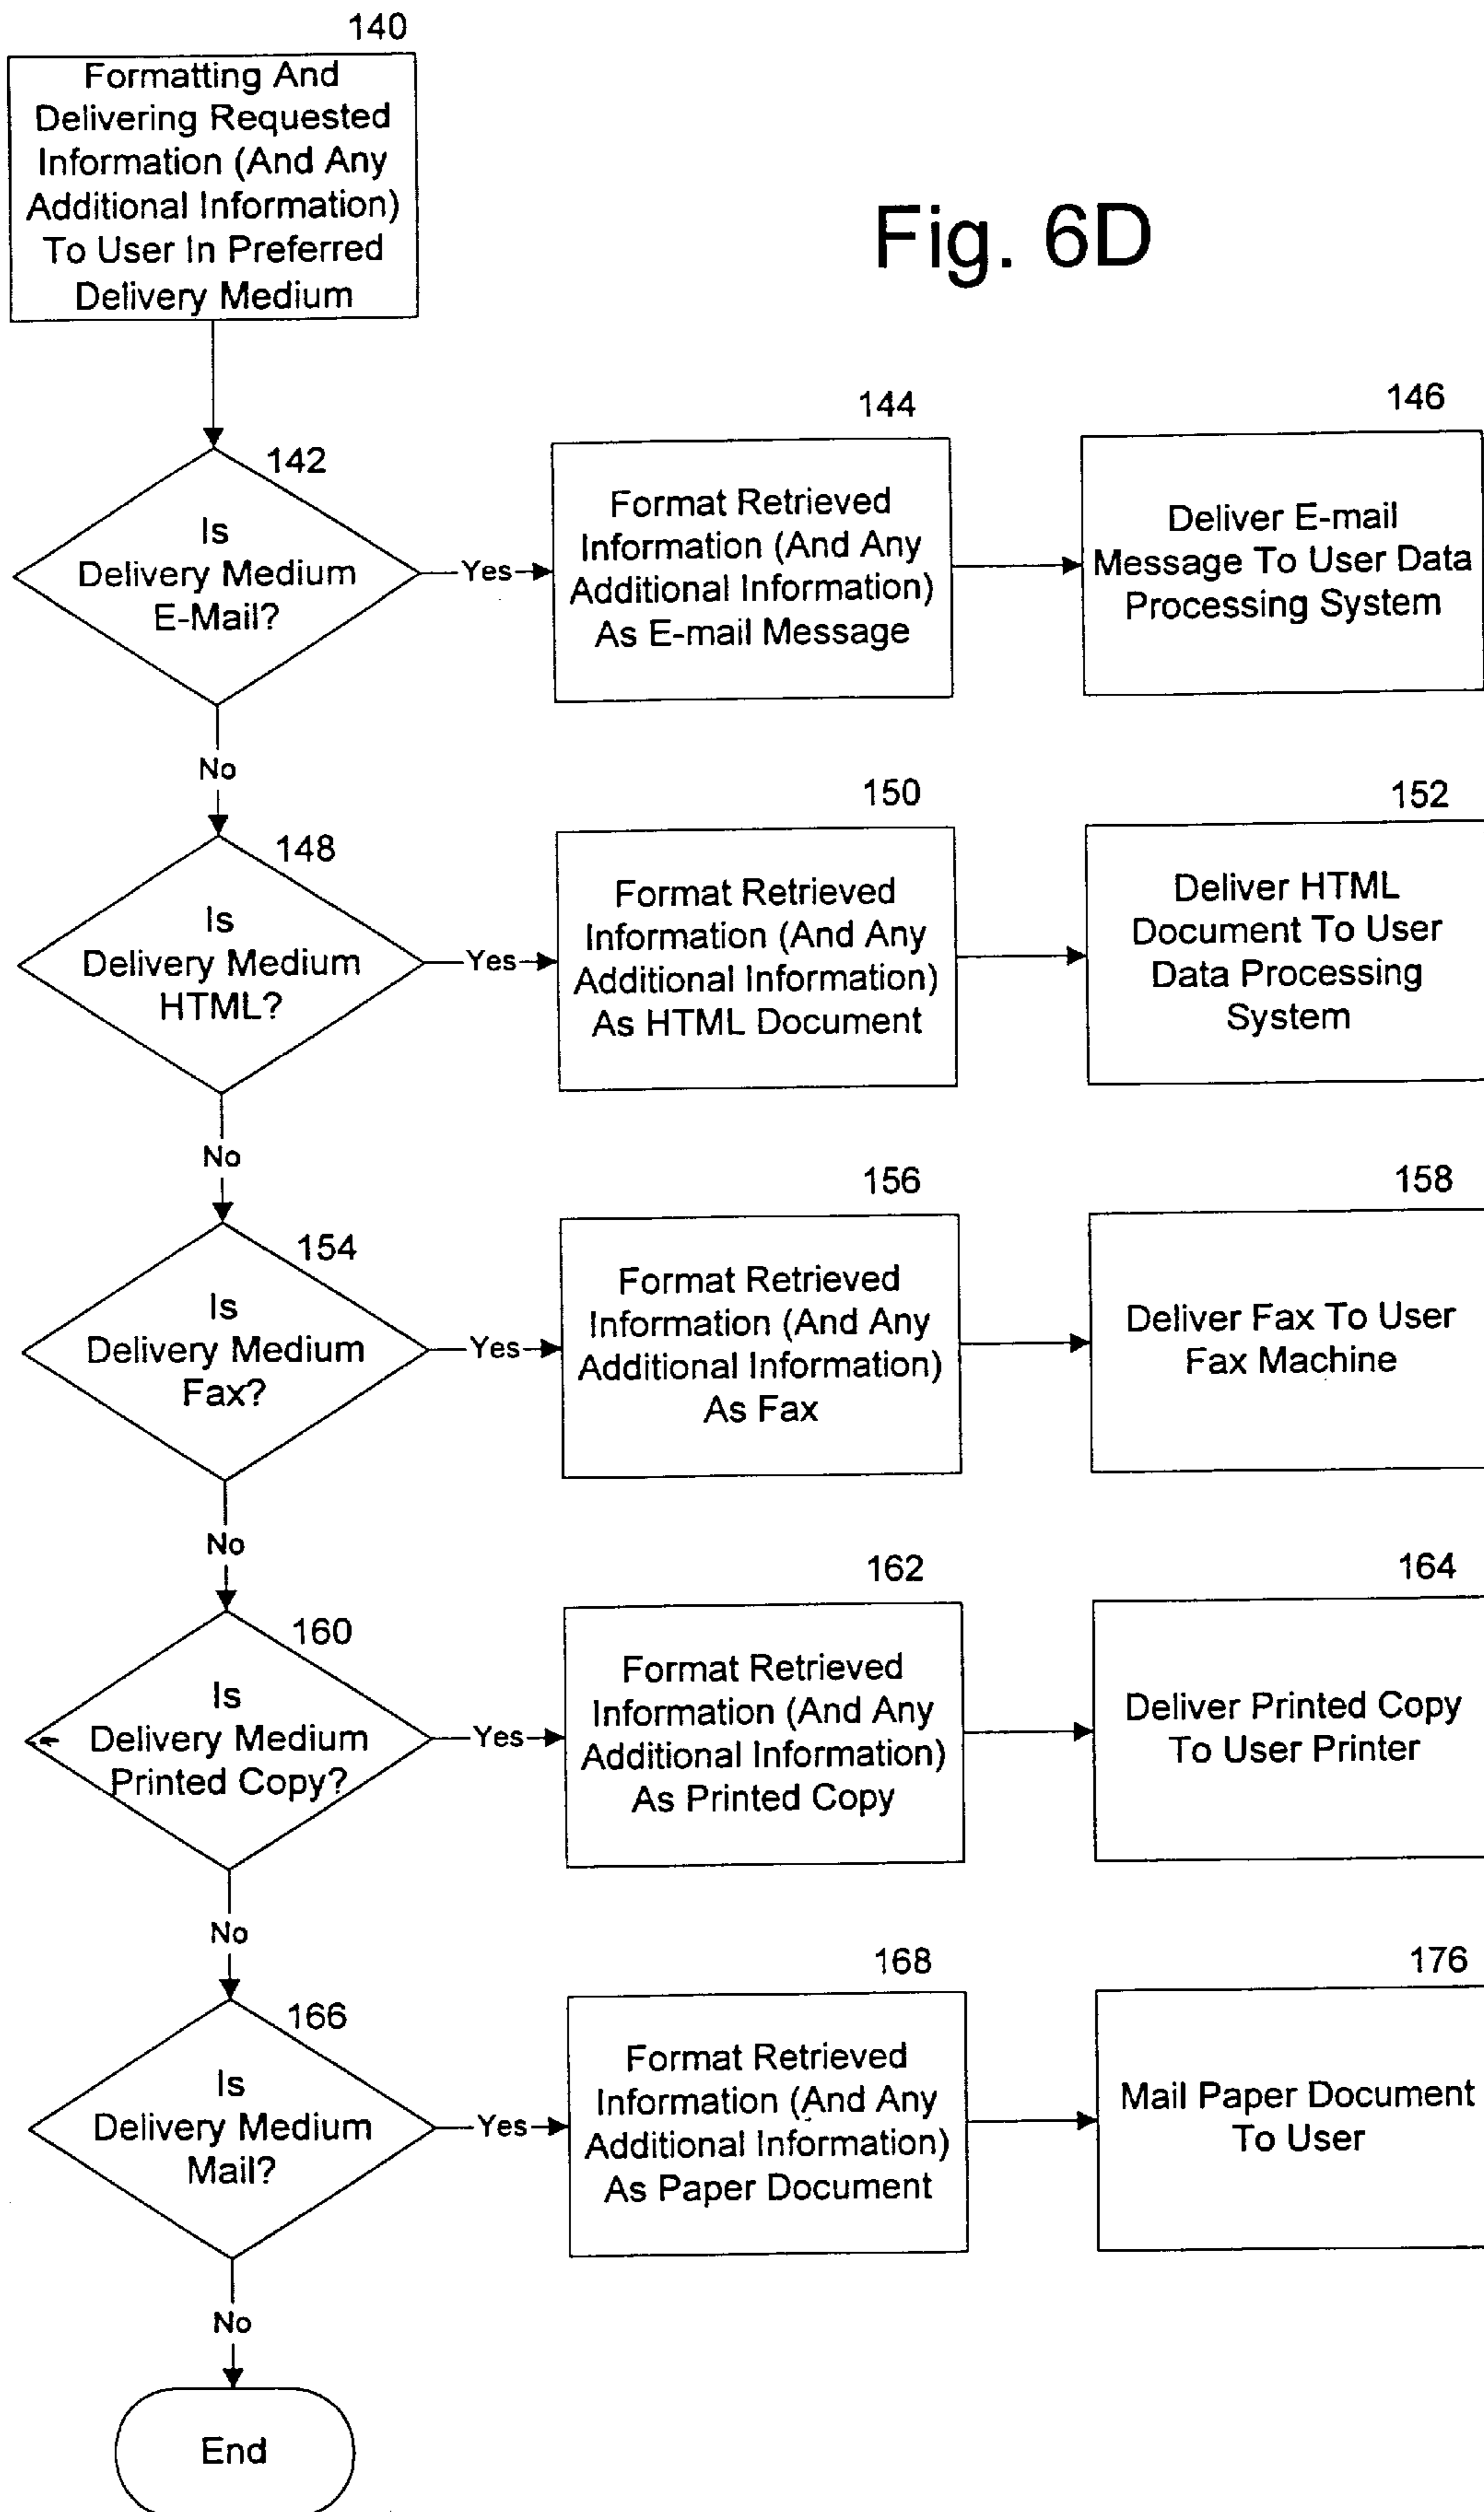 140
Formatting And
Delivering Requested
Information (And Any
Additional Information)
To User In Preferred
Delivery Medium
Fig. 6D
142
Is
Delivery Medium
E-Mail?
Yes
144
Format Retrieved
Information (And Any
Additional Information)
As E-mail Message
146
Deliver E-mail
Message To User Data
Processing System
No
148
Is
Delivery Medium
HTML?
Yes
150
Format Retrieved
Information (And Any
Additional Information)
As HTML Document
152
Deliver HTML
Document To User
Data Processing
System
No
154
Is
Delivery Medium
Fax?
Yes
156
Format Retrieved
Information (And Any
Additional Information)
As Fax
158
Deliver Fax To User
Fax Machine
No
160
Is
Delivery Medium
Printed Copy?
Yes
162
Format Retrieved
Information (And Any
Additional Information)
As Printed Copy
164
Deliver Printed Copy
To User Printer
No
166
Is
Delivery Medium
Mail?
Yes
168
Format Retrieved
Information (And Any
Additional Information)
As Paper Document
176
Mail Paper Document
To User
No
End